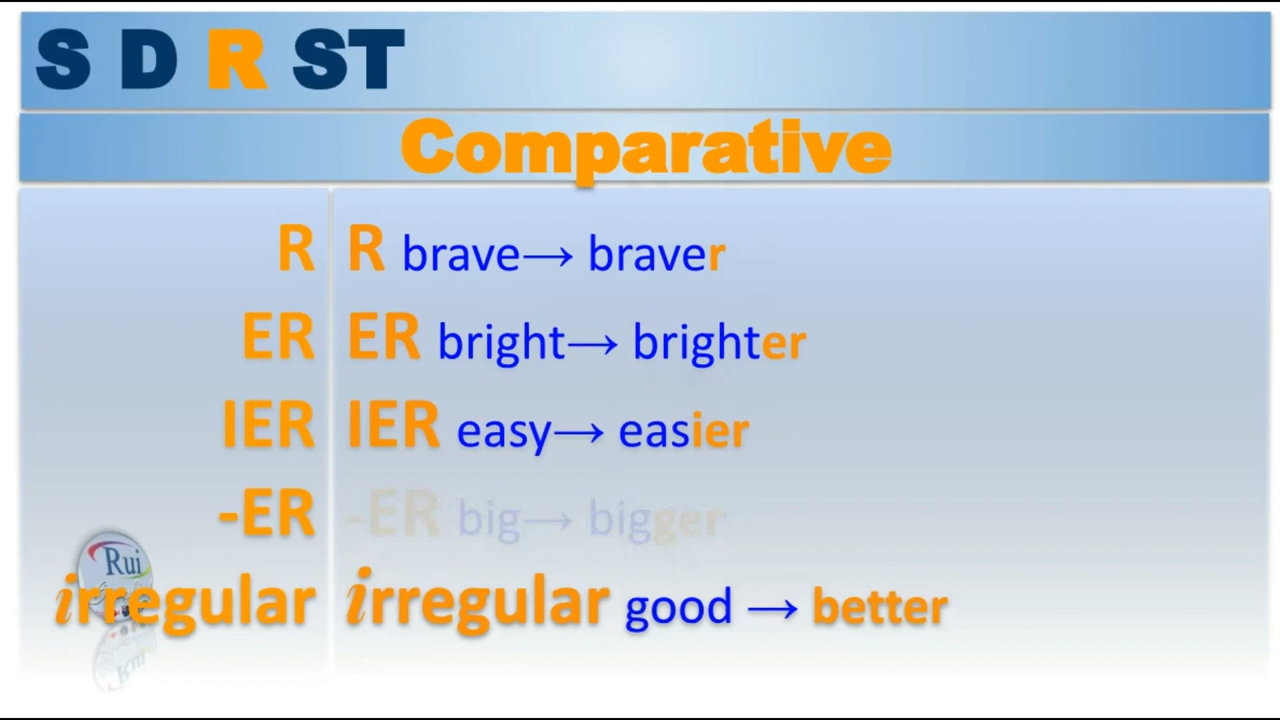 S D R ST
Comparative
R R brave→ braver
ER ER bright→ brighter
IER IER easy→ easier
-ER -ER big→ bigger
Rui
irregular irregular good → better